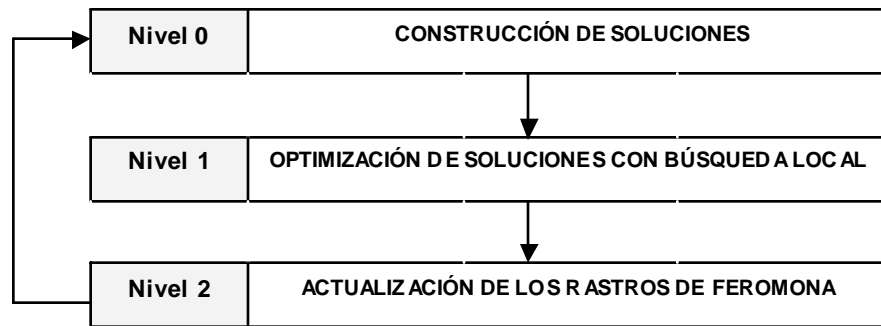 Nivel 0 CONSTRUCCIÓN DE SOLUCIONES
Nivel 1 OPTIMIZACIÓN DE SOLUCIONES CON BÚSQUEDA LOCAL
Nivel 2 ACTUALIZACIÓN DE LOS RASTROS DE FEROMONA